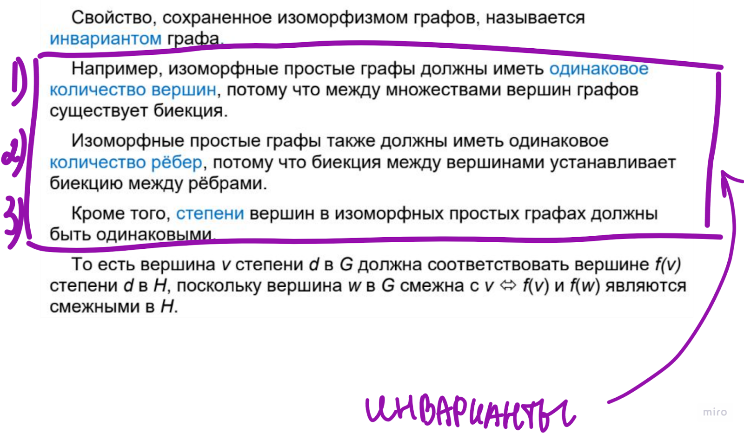 Свойство, сохраненное изоморфизмом графов, называется
инвариантом графа.
1) Например, изоморфные простые графы должны иметь одинаковое
количество вершин, потому что между множествами вершин графов
существует биекция.
2) Изоморфные простые графы также должны иметь одинаковое
количество рёбер, потому что биекция между вершинами устанавливает
биекцию между рёбрами.
3) Кроме того, степени вершин в изоморфных простых графах должны
быть одинаковыми.
То есть вершина v степени d в G должна соответствовать вершине f(v)
степени d в H, поскольку вершина w в G смежна с v ⇔ f(v) и f(w) являются
смежными в H.
ИНВАРИАНТЫ
miro